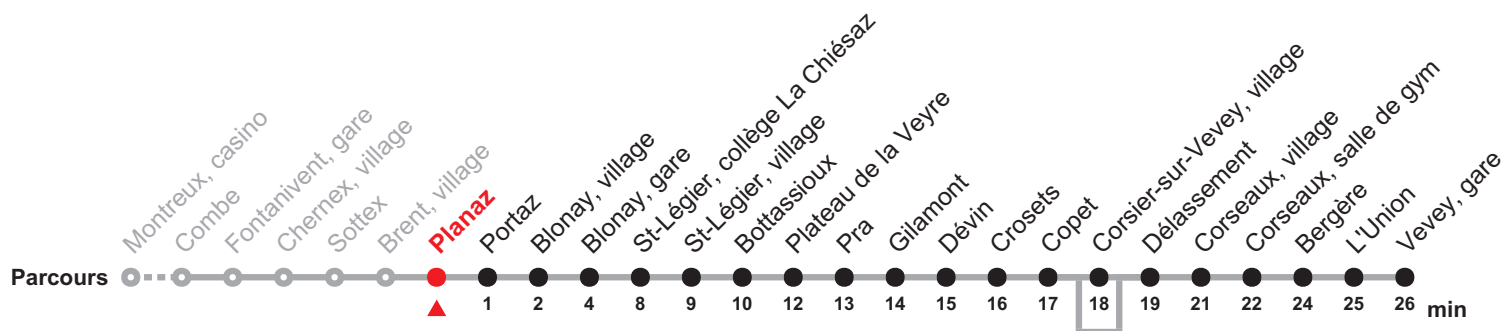 Montreux, casino
Combe
Fontanivent, gare
Chernex, village
Sottex
Brent, village
Planaz
Portaz
Blonay, village
Blonay, gare
St-Légier, collège La Chiésaz
St-Légier, village
Bottassioux
Plateau de la Veyre
Pra
Gilamont
Dévin
Crosets
Copet
Corsier-sur-Vevey, village
Délassement
Corseaux, village
Corseaux, salle de gym
Bergère
L'Union
Vevey, gare
Parcours
1 2 4 8 9 10 12 13 14 15 16 17 18 19 21 22 24 25 26 min